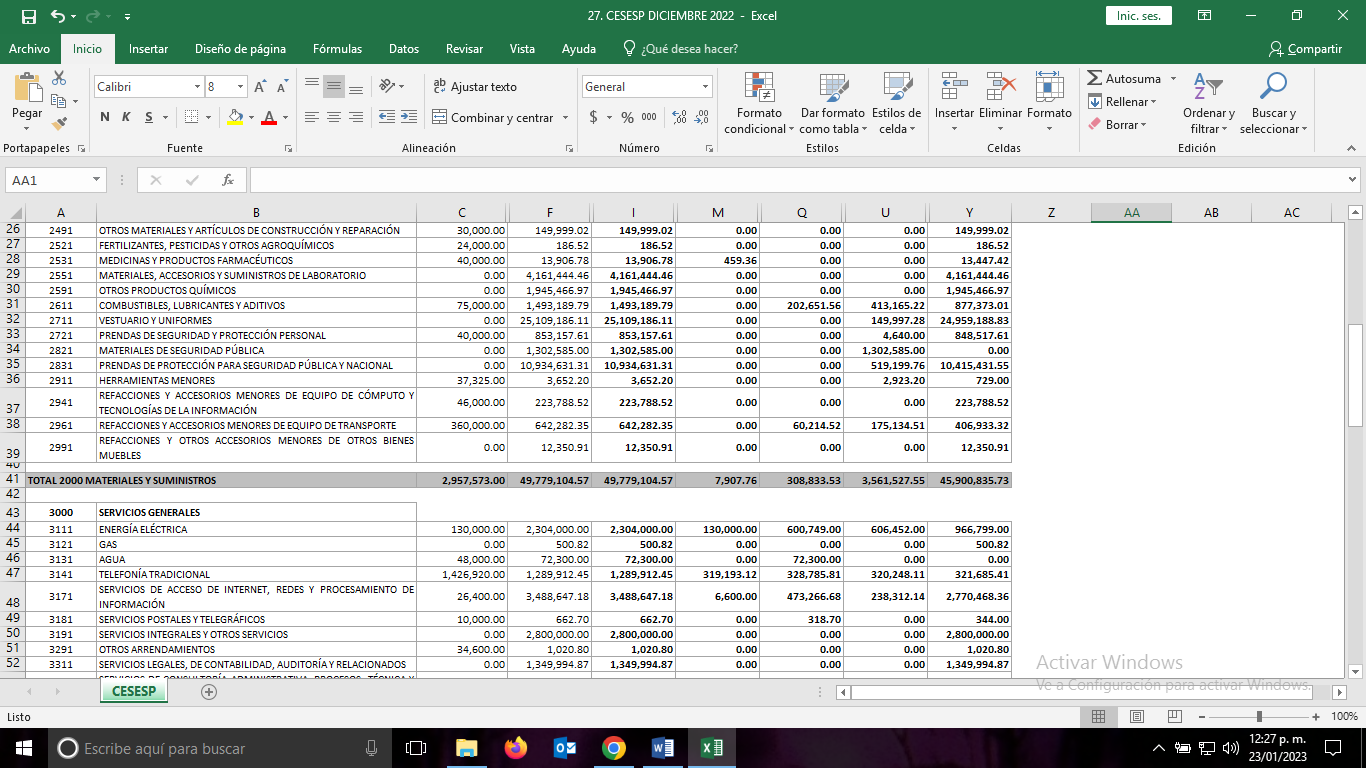 27. CESESP DICIEMBRE 2022 - Excel
Inic. ses.
Archivo Inicio Insertar Diseño de página Fórmulas Datos Revisar Vista Ayuda ¿Qué desea hacer? Compartir
Pegar
Calibri 8
N K S
Ajustar texto
Combinar y centrar
General
$ % 000
Formato condicional
Dar formato como tabla
Estilos de celda
Insertar Eliminar Formato
Autosuma
Rellenar
Borrar
Ordenar y filtrar
Buscar y seleccionar
Portapapeles Fuente Alineación Número Estilos Celdas Edición
AA1 fx
A B C F I M Q U Y Z AA AB AC
26 2491 OTROS MATERIALES Y ARTÍCULOS DE CONSTRUCCIÓN Y REPARACIÓN 30,000.00 149,999.02 149,999.02 0.00 0.00 0.00 149,999.02
27 2521 FERTILIZANTES, PESTICIDAS Y OTROS AGROQUÍMICOS 24,000.00 186.52 186.52 0.00 0.00 0.00 186.52
28 2531 MEDICINAS Y PRODUCTOS FARMACÉUTICOS 40,000.00 13,906.78 13,906.78 459.36 0.00 0.00 13,447.42
29 2551 MATERIALES, ACCESORIOS Y SUMINISTROS DE LABORATORIO 0.00 4,161,444.46 4,161,444.46 0.00 0.00 0.00 4,161,444.46
30 2591 OTROS PRODUCTOS QUÍMICOS 0.00 1,945,466.97 1,945,466.97 0.00 0.00 0.00 1,945,466.97
31 2611 COMBUSTIBLES, LUBRICANTES Y ADITIVOS 75,000.00 1,493,189.79 1,493,189.79 0.00 202,651.56 413,165.22 877,373.01
32 2711 VESTUARIO Y UNIFORMES 0.00 25,109,186.11 25,109,186.11 0.00 0.00 149,997.28 24,959,188.83
33 2721 PRENDAS DE SEGURIDAD Y PROTECCIÓN PERSONAL 40,000.00 853,157.61 853,157.61 0.00 0.00 4,640.00 848,517.61
34 2821 MATERIALES DE SEGURIDAD PÚBLICA 0.00 1,302,585.00 1,302,585.00 0.00 0.00 1,302,585.00 0.00
35 2831 PRENDAS DE PROTECCIÓN PARA SEGURIDAD PÚBLICA Y NACIONAL 0.00 10,934,631.31 10,934,631.31 0.00 0.00 519,199.76 10,415,431.55
36 2911 HERRAMIENTAS MENORES 37,325.00 3,652.20 3,652.20 0.00 0.00 2,923.20 729.00
37 2941 REFACCIONES Y ACCESORIOS MENORES DE EQUIPO DE CÓMPUTO Y
TECNOLOGÍAS DE LA INFORMACIÓN 46,000.00 223,788.52 223,788.52 0.00 0.00 0.00 223,788.52
38 2961 REFACCIONES Y ACCESORIOS MENORES DE EQUIPO DE TRANSPORTE 360,000.00 642,282.35 642,282.35 0.00 60,214.52 175,134.51 406,933.32
39 2991 REFACCIONES Y OTROS ACCESORIOS MENORES DE OTROS BIENES
MUEBLES 0.00 12,350.91 12,350.91 0.00 0.00 0.00 12,350.91
40
41 TOTAL 2000 MATERIALES Y SUMINISTROS 2,957,573.00 49,779,104.57 49,779,104.57 7,907.76 308,833.53 3,561,527.55 45,900,835.73
42
43 3000 SERVICIOS GENERALES
44 3111 ENERGÍA ELÉCTRICA 130,000.00 2,304,000.00 2,304,000.00 130,000.00 600,749.00 606,452.00 966,799.00
45 3121 GAS 0.00 500.82 500.82 0.00 0.00 0.00 500.82
46 3131 AGUA 48,000.00 72,300.00 72,300.00 0.00 72,300.00 0.00 0.00
47 3141 TELEFONÍA TRADICIONAL 1,426,920.00 1,289,912.45 1,289,912.45 319,193.12 328,785.81 320,248.11 321,685.41
48 3171 SERVICIOS DE ACCESO DE INTERNET, REDES Y PROCESAMIENTO DE
INFORMACIÓN 26,400.00 3,488,647.18 3,488,647.18 6,600.00 473,266.68 238,312.14 2,770,468.36
49 3181 SERVICIOS POSTALES Y TELEGRÁFICOS 10,000.00 662.70 662.70 0.00 318.70 0.00 344.00
50 3191 SERVICIOS INTEGRALES Y OTROS SERVICIOS 0.00 2,800,000.00 2,800,000.00 0.00 0.00 0.00 2,800,000.00
51 3291 OTROS ARRENDAMIENTOS 34,600.00 1,020.80 1,020.80 0.00 0.00 0.00 1,020.80
52 3311 SERVICIOS LEGALES, DE CONTABILIDAD, AUDITORÍA Y RELACIONADOS 0.00 1,349,994.87 1,349,994.87 0.00 0.00 0.00 1,349,994.87
SERVICIOS DE CONSULTORÍA ADMINISTRATIVA, PROCESOS, TÉCNICA Y
Activar Windows
Ve a Configuración para activar Windows.
CESESP
Listo 100%
Escribe aquí para buscar
12:27 p. m.
23/01/2023